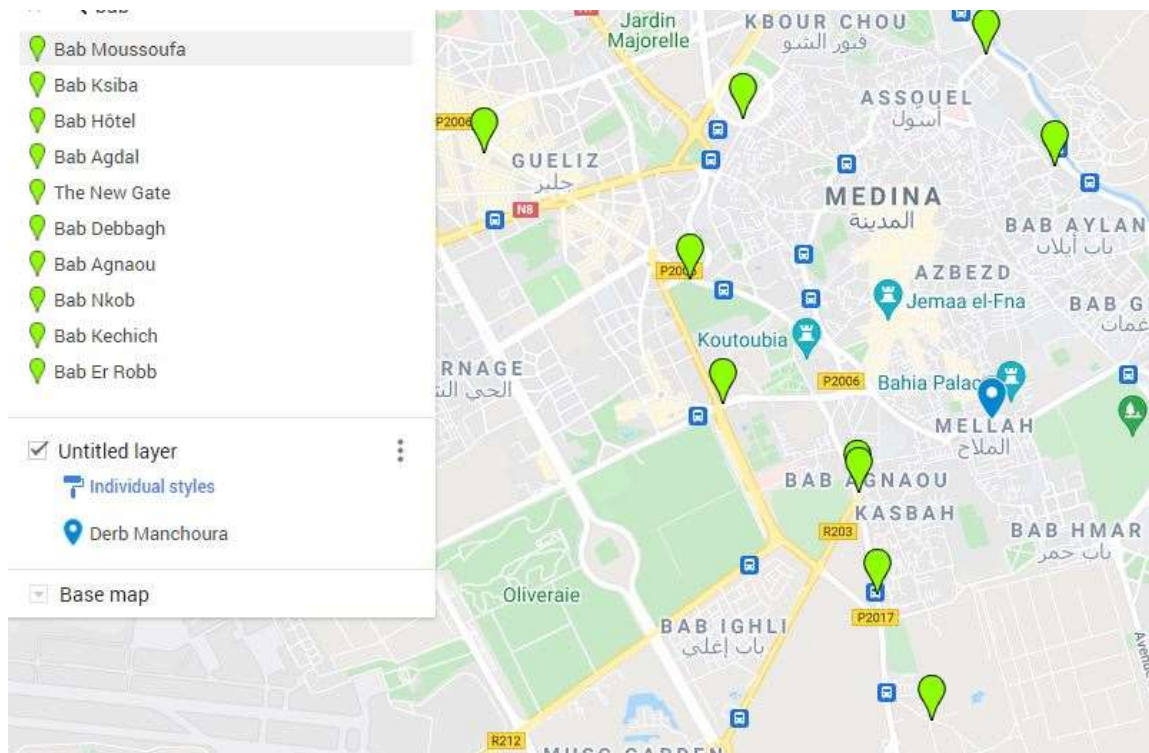 bab
Bab Moussoufa
Bab Ksiba
Bab Hôtel
Bab Agdal
The New Gate
Bab Debbagh
Bab Agnaou
Bab Nkob
Bab Kechich
Bab Er Robb
Untitled layer
Individual styles
Derb Manchoura
Base map
Jardin
Majorelle
KBOUR CHOU
قبور الشو
ASSOUEL
أسول
P2006
GUELIZ
جليز
N8
MEDINA
المدينة
BAB AYLAN
باب أيلان
AZBEZD
Jemaa el-Fna
BAB G
غمات
Koutoubia
RNAGE
الحي الش
P2006
Bahia Palac
MELLAH
الملاح
BAB AGNAOU
KASBAH
R203
BAB HMAR
باب حمر
Oliveraie
P2017
BAB IGHLI
باب إغلي
Avenue
R212